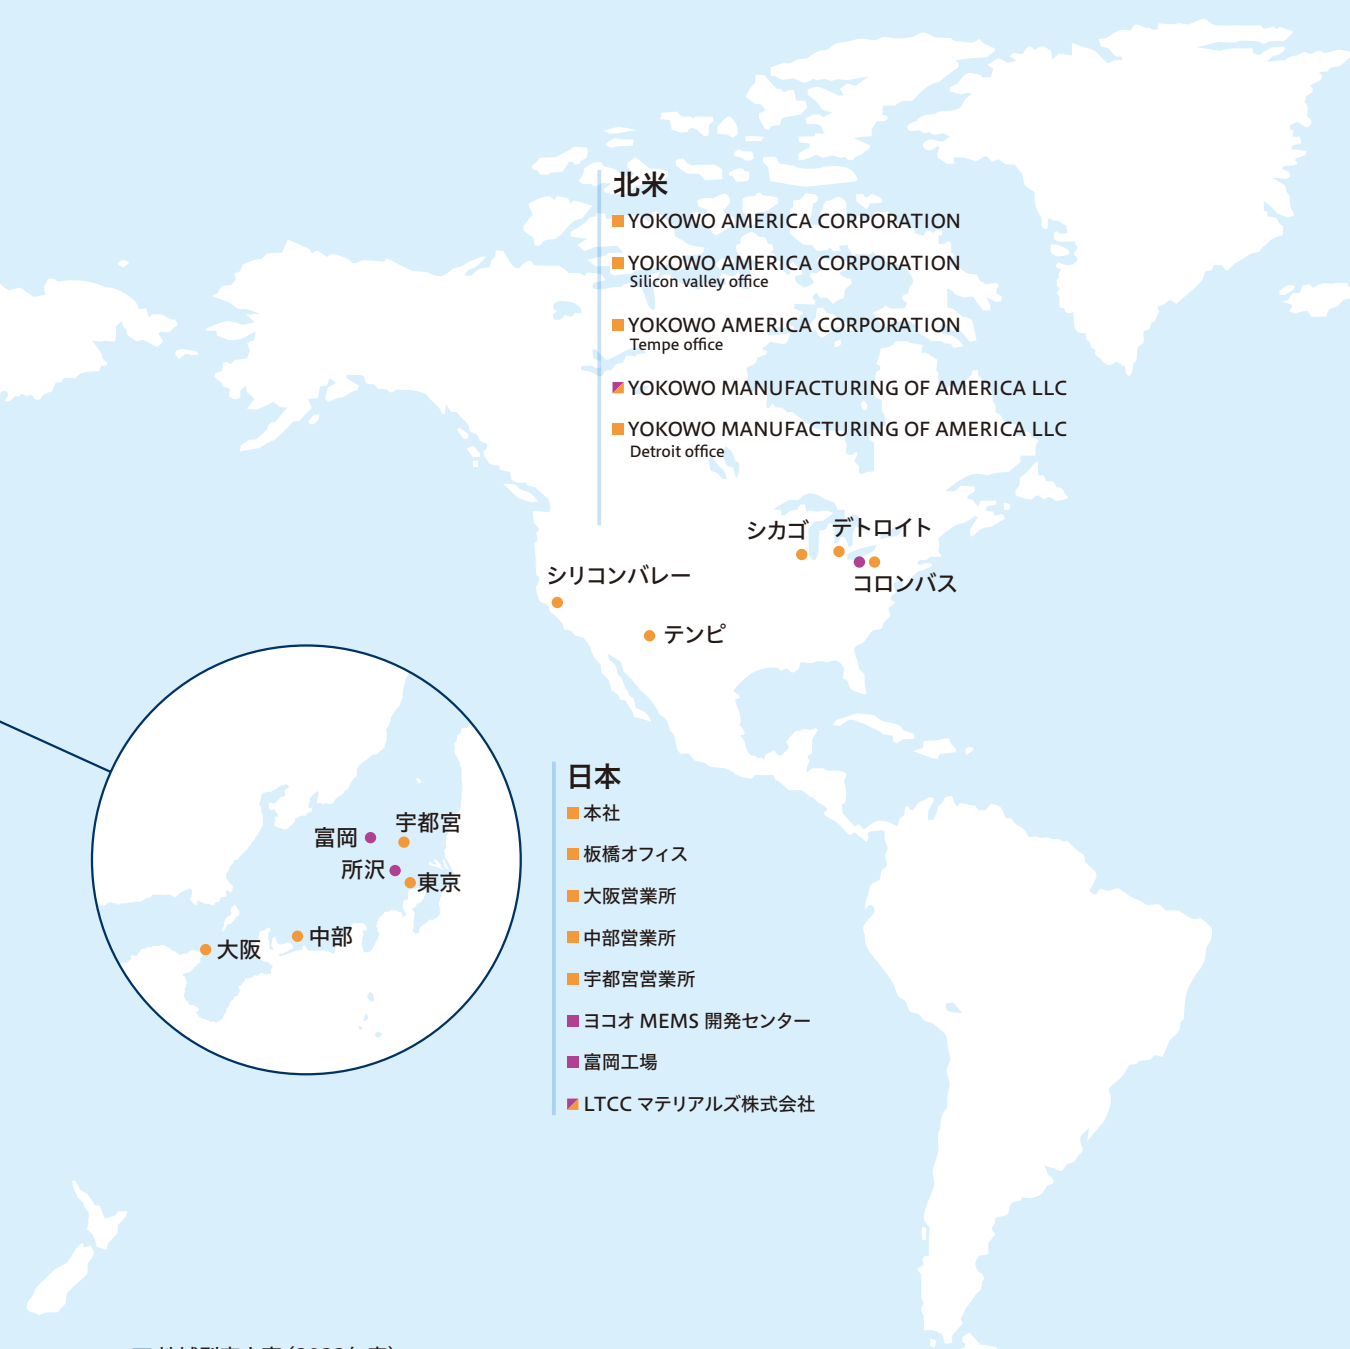 北米
YOKOWO AMERICA CORPORATION
YOKOWO AMERICA CORPORATION
Silicon valley office
YOKOWO AMERICA CORPORATION
Tempe office
YOKOWO MANUFACTURING OF AMERICA LLC
YOKOWO MANUFACTURING OF AMERICA LLC
Detroit office
シカゴ
デトロイト
コロンバス
シリコンバレー
テンピ
富岡
宇都宮
所沢
東京
中部
大阪
日本
本社
板橋オフィス
大阪営業所
中部営業所
宇都宮営業所
ヨコオ MEMS 開発センター
富岡工場
LTCC マテリアルズ株式会社